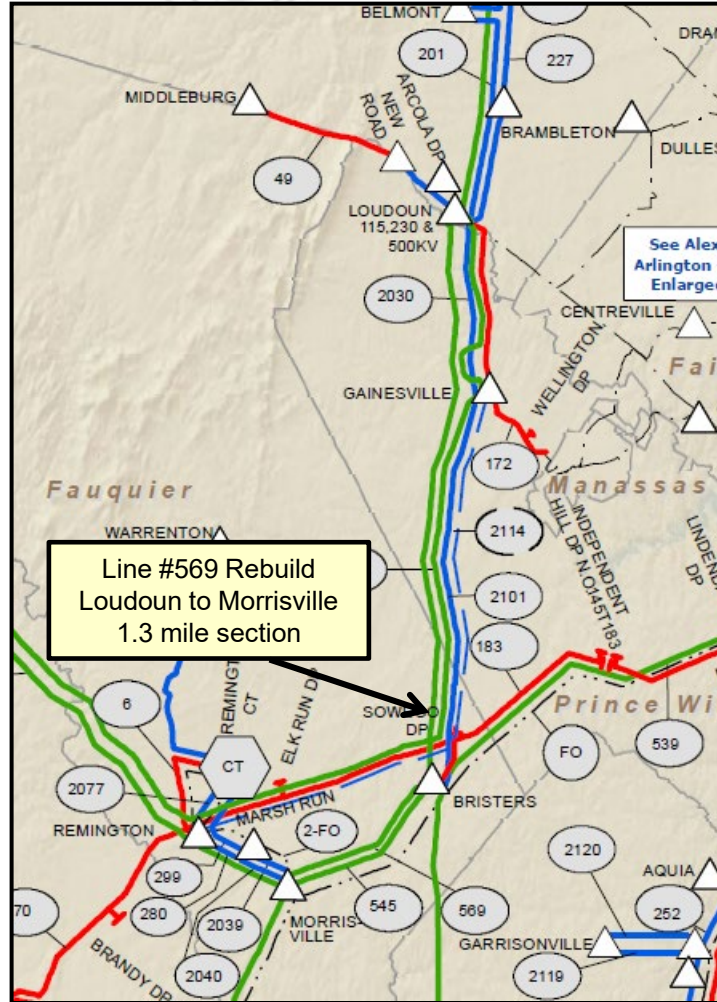 BELMONT
DRAN
201
227
MIDDLEBURG
NEW
ROAD
ARCOLA DP
BRAMBLETON
DULLES
49
LOUDOUN
115,230 &
500KV
See Alex
Arlington
Enlarged
2030
CENTREVILLE
WELLINGTON
DP
Fai
GAINESVILLE
172
Fauquier
Manassas
INDEPENDENT
HILL DP N.O145T183
LINDEN
DP
WARRENTON
2114
Line #569 Rebuild
Loudoun to Morrisville
1.3 mile section
2101
183
REMINGT
CT
ELK RUN DP
6
SOWE
DP
Prince Wi
539
FO
CT
2077
MARSH RUN
BRISTERS
REMINGTON
2-FO
2120
299
AQUIA
280
545
569
252
70
2039
MORRIS-
VILLE
GARRISONVILLE
BRANDY DP
2040
2119